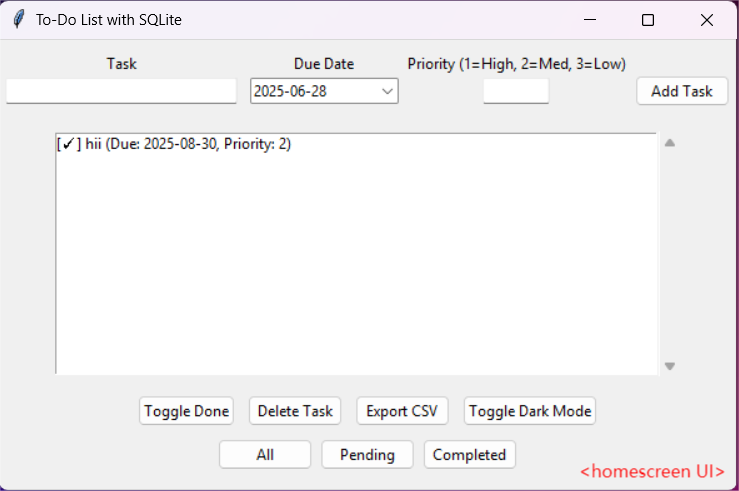 To-Do List with SQLite
Task Due Date Priority (1=High, 2=Med, 3=Low)
2025-06-28 Add Task
[✓] hii (Due: 2025-08-30, Priority: 2)
Toggle Done Delete Task Export CSV Toggle Dark Mode
All Pending Completed
<homescreen UI>